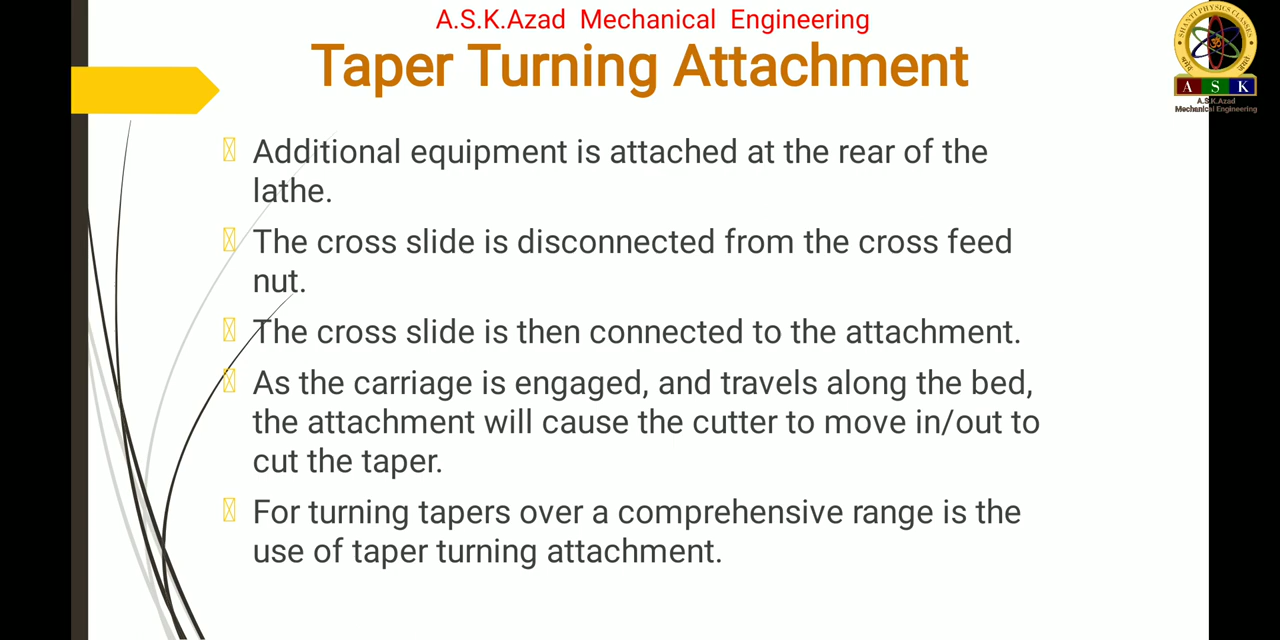 A.S.K.Azad Mechanical Engineering
Taper Turning Attachment
SHANTI PHYSICS CLASSES
A S K
A.S.K.Azad
Mechanical Engineering
Additional equipment is attached at the rear of the
lathe.
The cross slide is disconnected from the cross feed
nut.
The cross slide is then connected to the attachment.
As the carriage is engaged, and travels along the bed,
the attachment will cause the cutter to move in/out to
cut the taper.
For turning tapers over a comprehensive range is the
use of taper turning attachment.